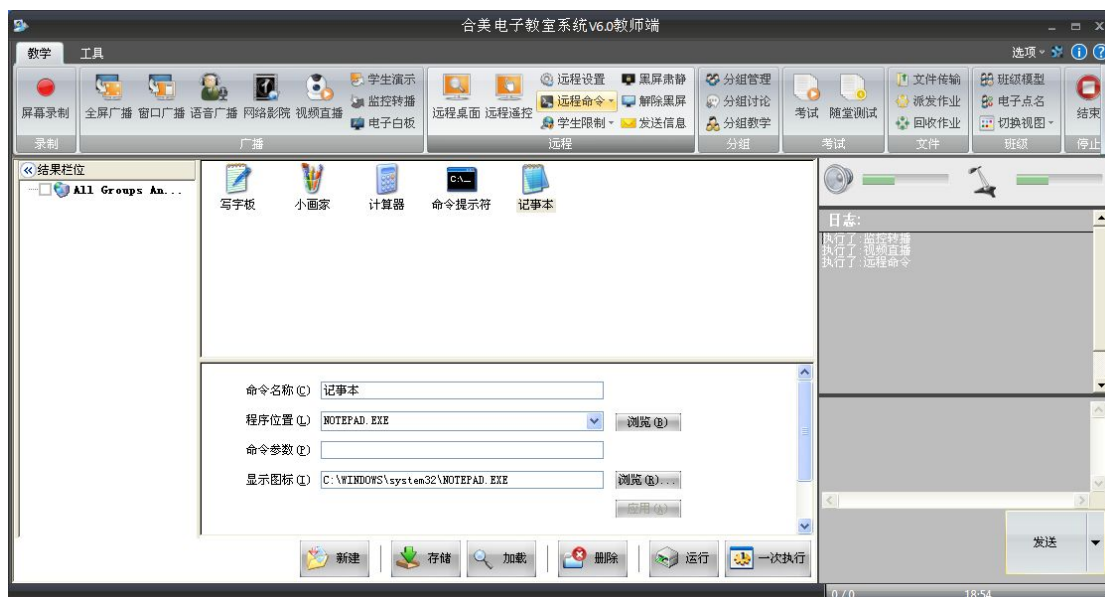 合美电子教室系统V6.0教师端
教学 工具 选项
屏幕录制 全屏广播 窗口广播 语音广播 网络影院 视频直播 学生演示 监控转播 电子白板 远程桌面 远程遥控 远程设置 黑屏肃静 远程命令 解除黑屏 学生限制 发送信息 分组管理 分组讨论 分组教学 考试 随堂测试 文件传输 派发作业 回收作业 班级模型 电子点名 切换视图 结束
录制 广播 远程 分组 考试 文件 班级 停止
结果栏位
All Groups An...
写字板 小画家 计算器 命令提示符 记事本
日志:
执行了 监控转播
执行了 视频直播
执行了 远程命令
命令名称(C) 记事本
程序位置(L) NOTEPAD.EXE 浏览(B)
命令参数(P)
显示图标(I) C:\WINDOWS\system32\NOTEPAD.EXE 浏览(R)...
应用(A)
新建 存储 加载 删除 运行 一次执行
发送
0 / 0 18:54